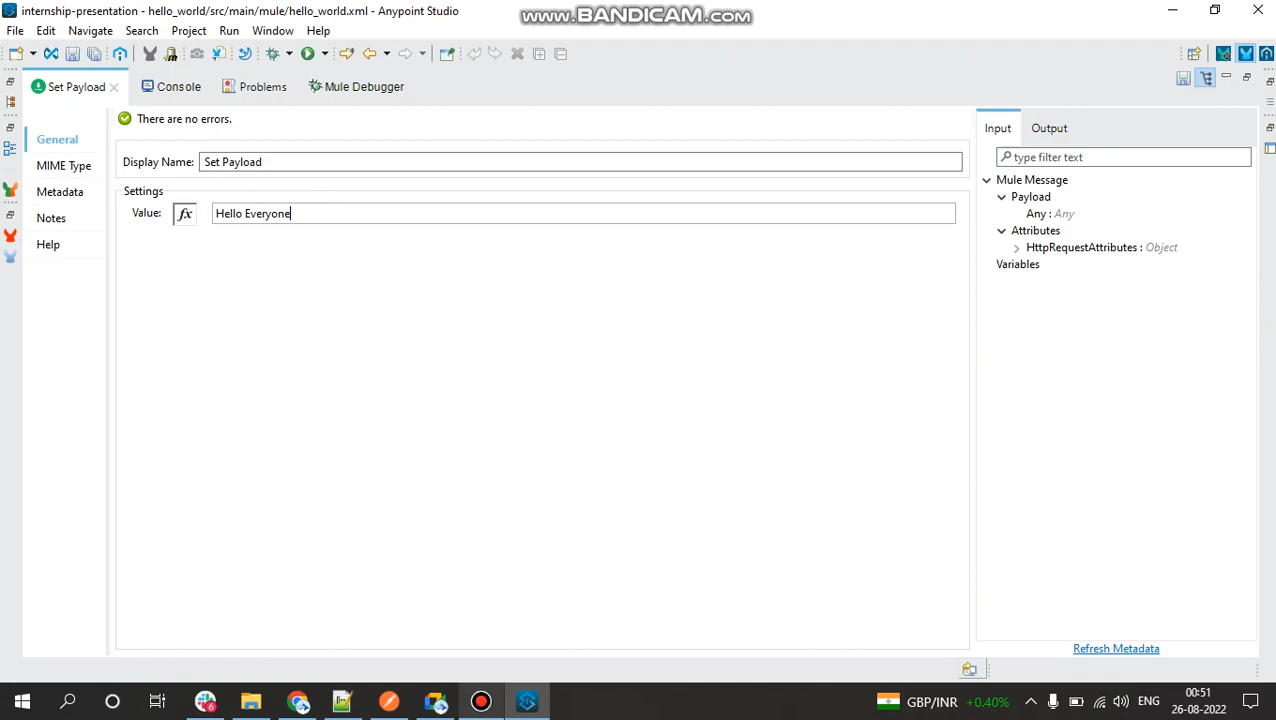 internship-presentation - hello_world/src/main/mule/hello_world.xml - Anypoint Studio
www.BANDICAM.com
File Edit Navigate Search Project Run Window Help
Set Payload Console Problems Mule Debugger
There are no errors.
General
MIME Type
Metadata
Notes
Help
Display Name: Set Payload
Settings
Value: fx Hello Everyone
Input Output
type filter text
Mule Message
Payload
Any : Any
Attributes
HttpRequestAttributes : Object
Variables
Refresh Metadata
GBP/INR +0.40% ENG
00:51
26-08-2022